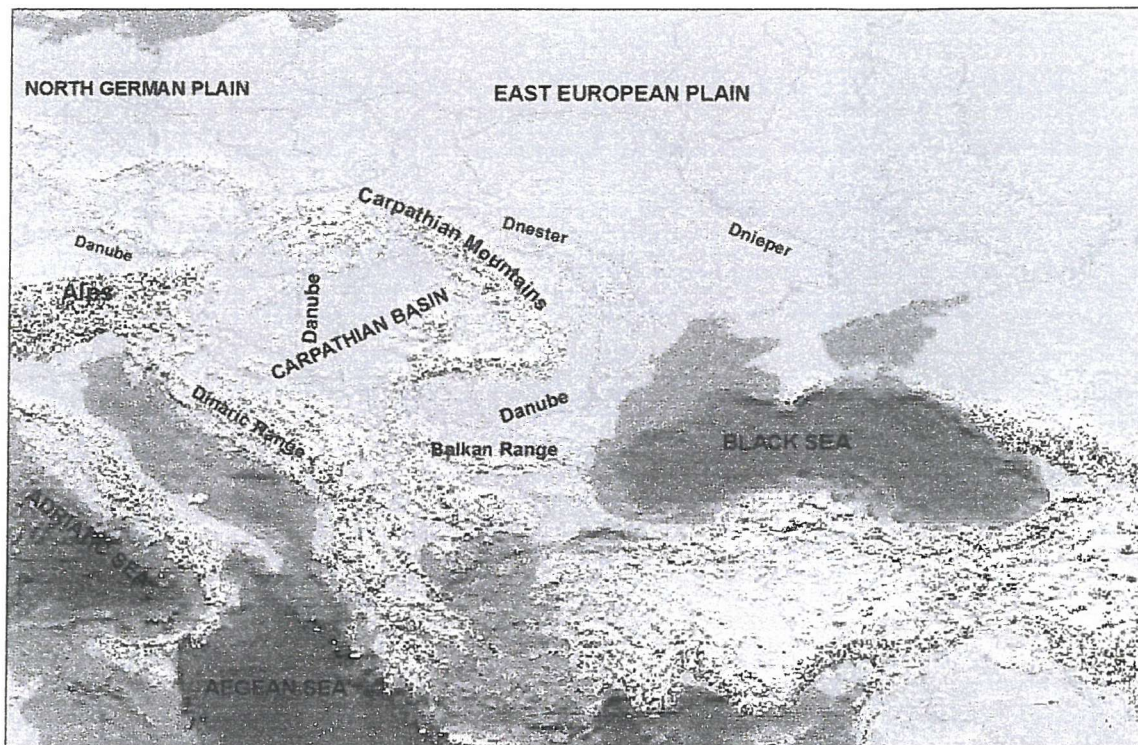 NORTH GERMAN PLAIN
EAST EUROPEAN PLAIN
Carpathian Mountains
Dnester
Dnieper
Danube
Alps
Danube
CARPATHIAN BASIN
Dinaric Range
Danube
Balkan Range
BLACK SEA
ADRIATIC SEA
AEGEAN SEA